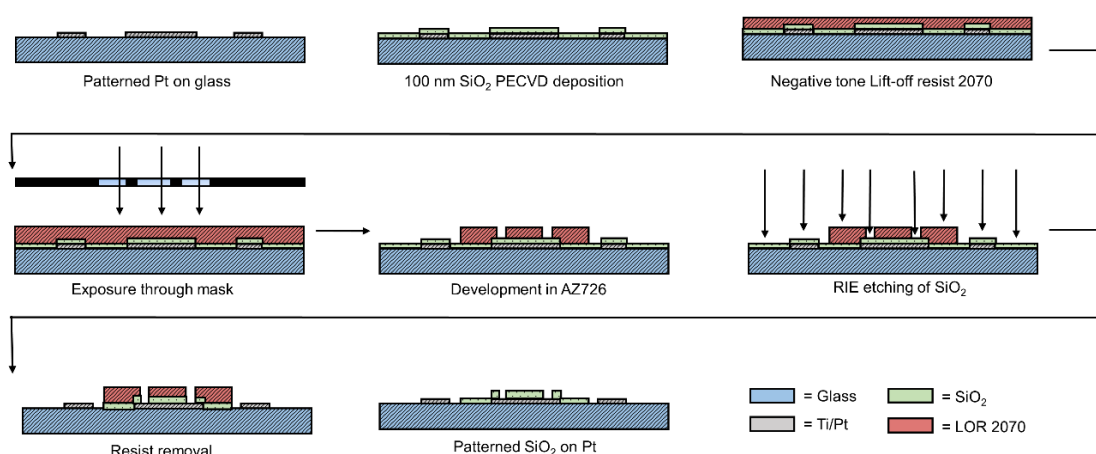 Patterned Pt on glass
100 nm SiO₂ PECVD deposition
Negative tone Lift-off resist 2070
Exposure through mask
Development in AZ726
RIE etching of SiO₂
Resist removal
Patterned SiO₂ on Pt
= Glass
= SiO₂
= Ti/Pt
= LOR 2070